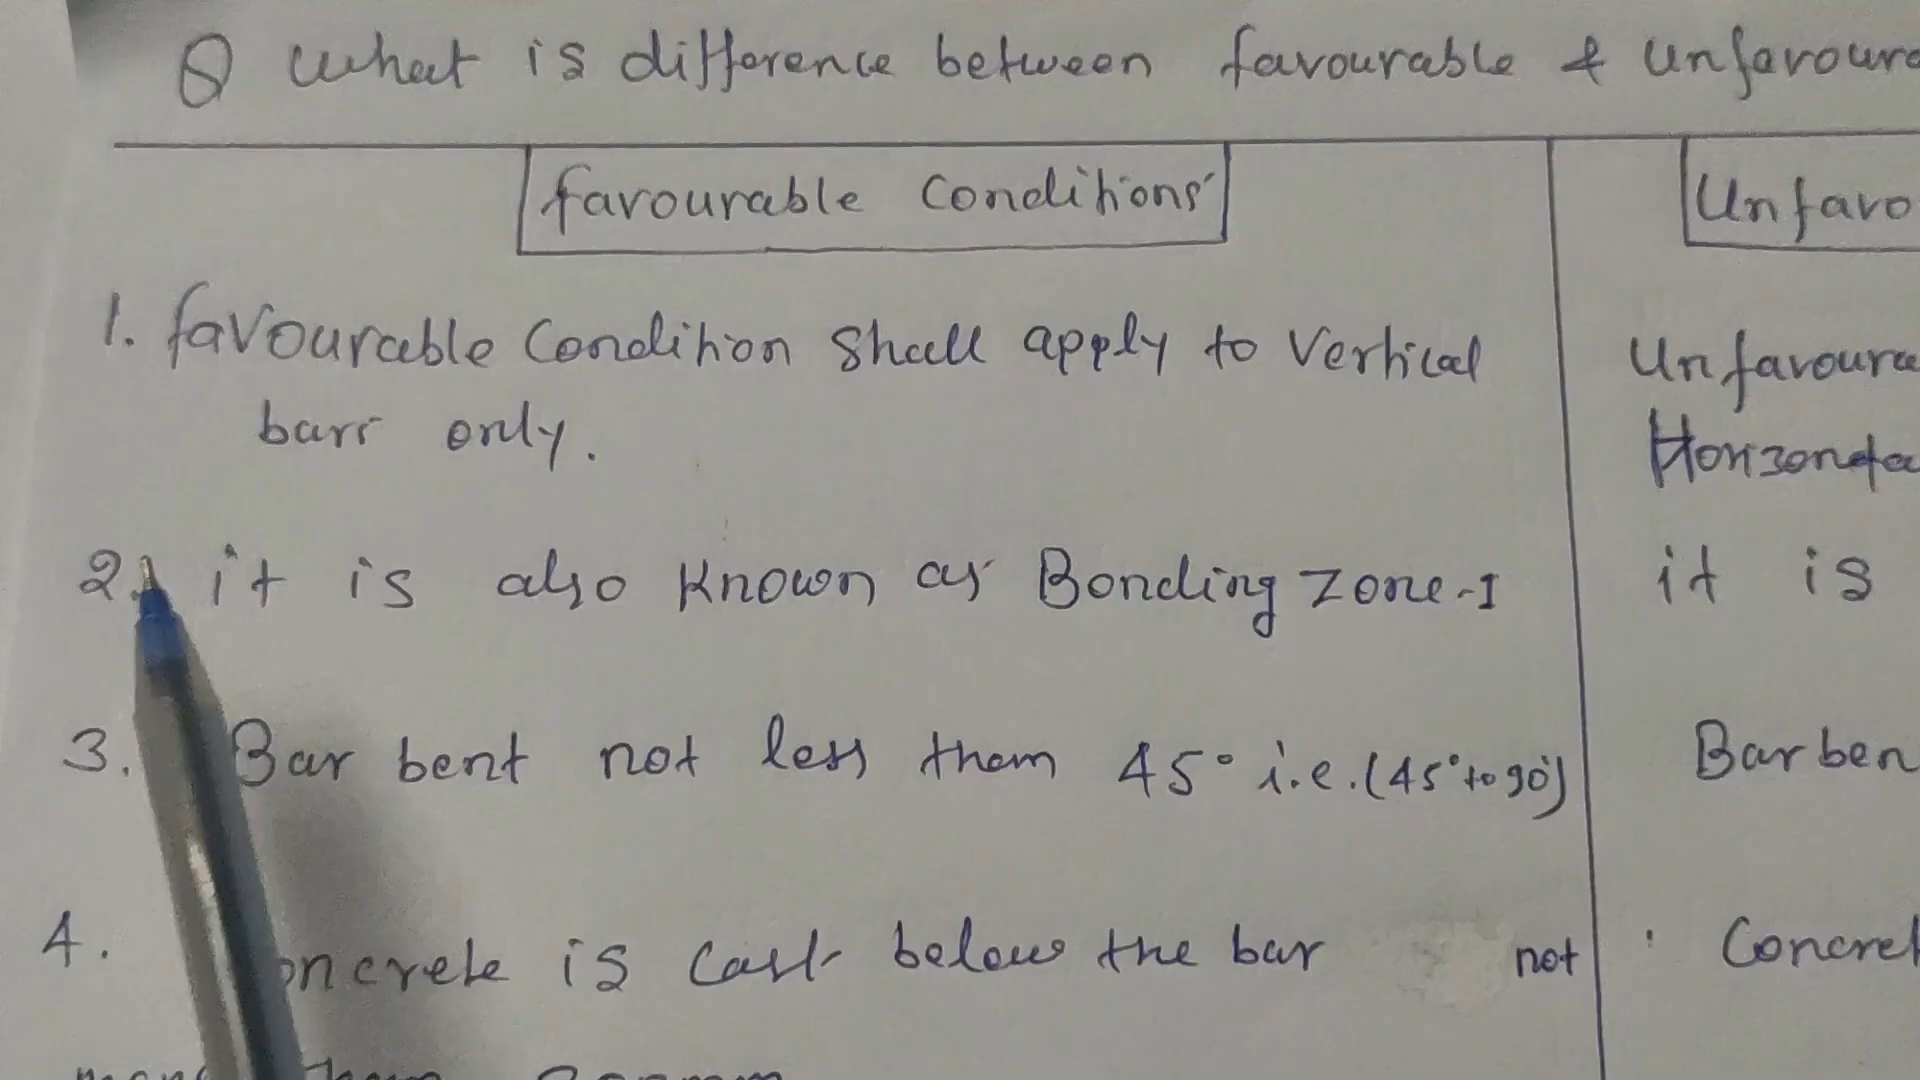 Q What is difference between favourable & Unfavoura
favourable Conditions
Unfavo
1. favourable Condition Shall apply to Vertical
bars only.
Unfavoura
Horizonta
2. it is also Known as Bonding Zone-I
it is
3. Bar bent not less than 45° i.e. (45° to 90°)
Bar ben
4. oncrete is Cast below the bar not
Concret
than